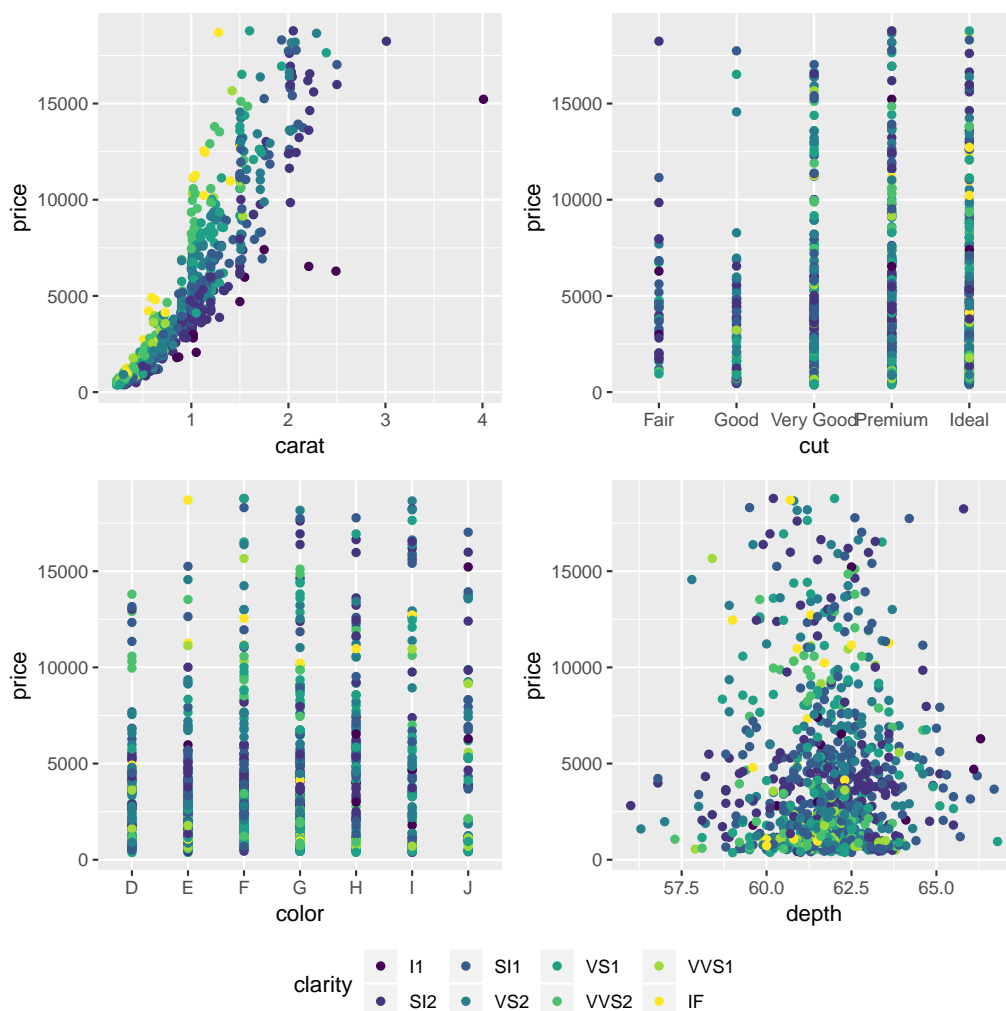 price
15000
10000
5000
0
1 2 3 4
carat
price
15000
10000
5000
0
Fair Good Very Good Premium Ideal
cut
price
15000
10000
5000
0
D E F G H I J
color
price
15000
10000
5000
0
57.5 60.0 62.5 65.0
depth
clarity
I1 SI1 VS1 VVS1
SI2 VS2 VVS2 IF